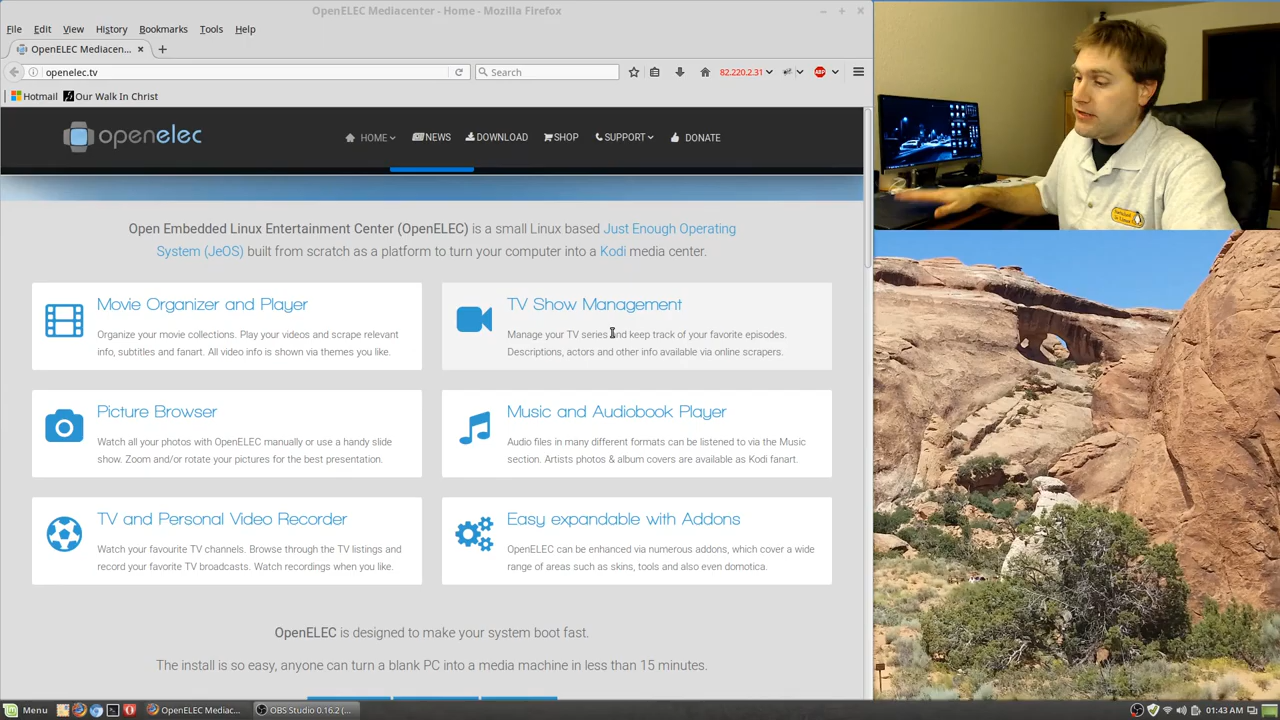 OpenELEC Mediacenter - Home - Mozilla Firefox
File Edit View History Bookmarks Tools Help
OpenELEC Mediacen...
openelec.tv
Search
82.220.2.31
ABP
Hotmail Our Walk In Christ
openelec
HOME NEWS DOWNLOAD SHOP SUPPORT DONATE
Open Embedded Linux Entertainment Center (OpenELEC) is a small Linux based Just Enough Operating
System (JeOS) built from scratch as a platform to turn your computer into a Kodi media center.
Movie Organizer and Player
Organize your movie collections. Play your videos and scrape relevant
info, subtitles and fanart. All video info is shown via themes you like.
TV Show Management
Manage your TV series and keep track of your favorite episodes.
Descriptions, actors and other info available via online scrapers.
Picture Browser
Watch all your photos with OpenELEC manually or use a handy slide
show. Zoom and/or rotate your pictures for the best presentation.
Music and Audiobook Player
Audio files in many different formats can be listened to via the Music
section. Artists photos & album covers are available as Kodi fanart.
TV and Personal Video Recorder
Watch your favourite TV channels. Browse through the TV listings and
record your favorite TV broadcasts. Watch recordings when you like.
Easy expandable with Addons
OpenELEC can be enhanced via numerous addons, which cover a wide
range of areas such as skins, tools and also even domotica.
OpenELEC is designed to make your system boot fast.
The install is so easy, anyone can turn a blank PC into a media machine in less than 15 minutes.
Menu OpenELEC Mediacen... OBS Studio 0.16.2 (... 01:43 AM